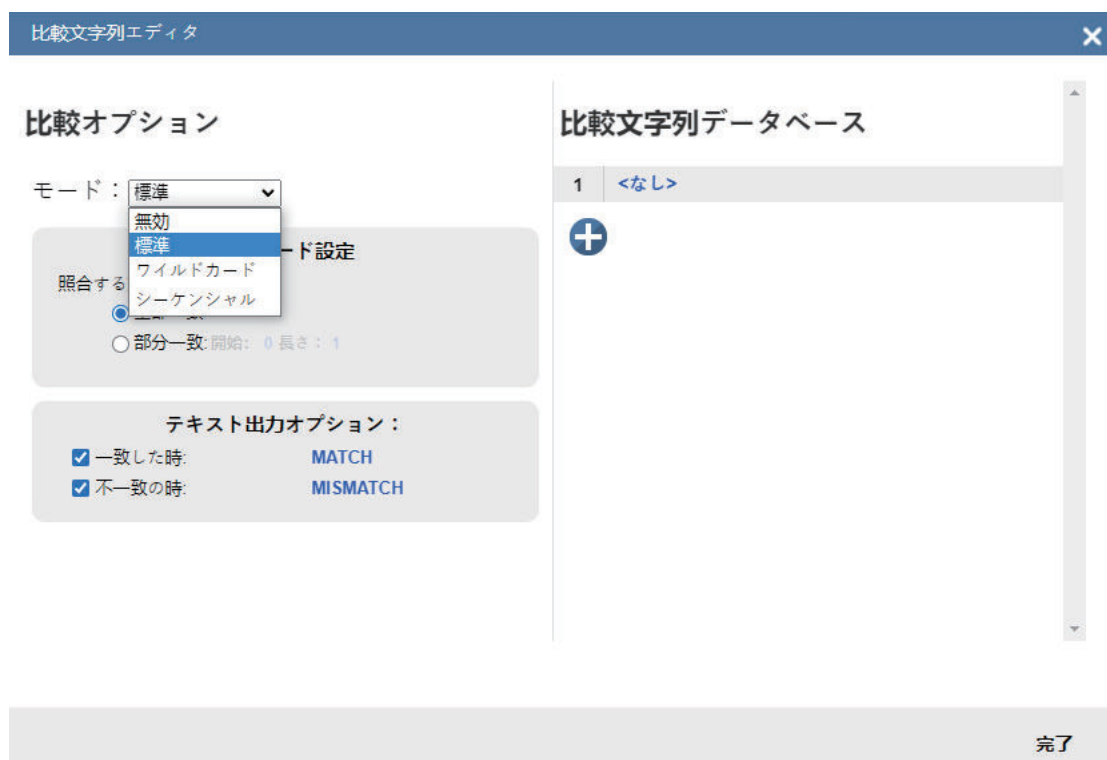 比較文字列エディタ
比較オプション
モード：標準
無効
標準
ワイルドカード
シーケンシャル
ード設定
照合する
部分一致:開始: 0 長さ: 1
テキスト出力オプション：
一致した時: MATCH
不一致の時: MISMATCH
比較文字列データベース
1 <なし>
完了